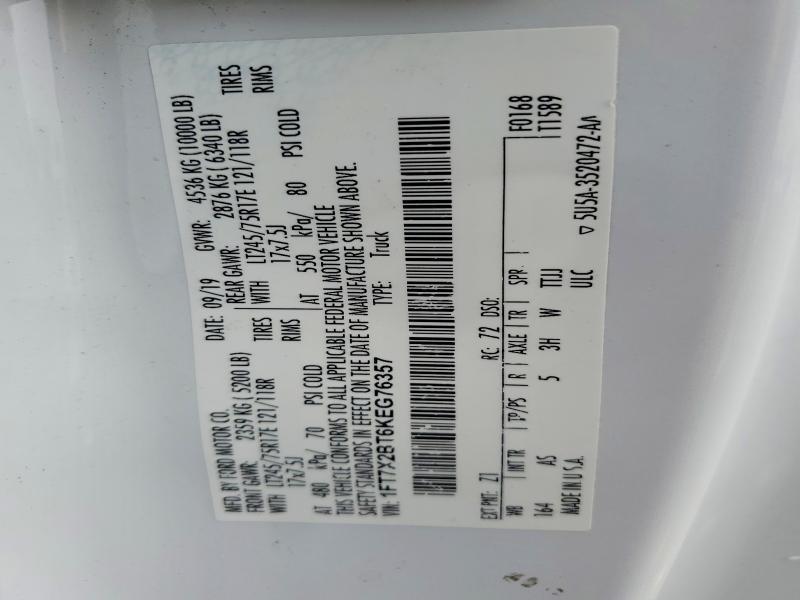 MFD. BY FORD MOTOR CO. DATE: 09/19 GVWR: 4536 KG (10000 LB)
FRONT GAWR: 2359 KG ( 5200 LB) REAR GAWR: 2876 KG ( 6340 LB)
WITH LT245/75R17E 121/118R TIRES WITH LT245/75R17E 121/118R TIRES
17x7.5J RIMS 17x7.5J RIMS
AT 480 kPa/ 70 PSI COLD AT 550 kPa/ 80 PSI COLD
THIS VEHICLE CONFORMS TO ALL APPLICABLE FEDERAL MOTOR VEHICLE
SAFETY STANDARDS IN EFFECT ON THE DATE OF MANUFACTURE SHOWN ABOVE.
VIN: 1FT7X2BT6KEG76357 TYPE: Truck
F0168
EXT PNT: Z1 RC: 72 DSO: T1589
WB INT TR TP/PS R AXLE TR SPR
164 AS 5 3H W TTJJ
MADE IN U.S.A. ULC ▽ 5U5A-3520472-AA